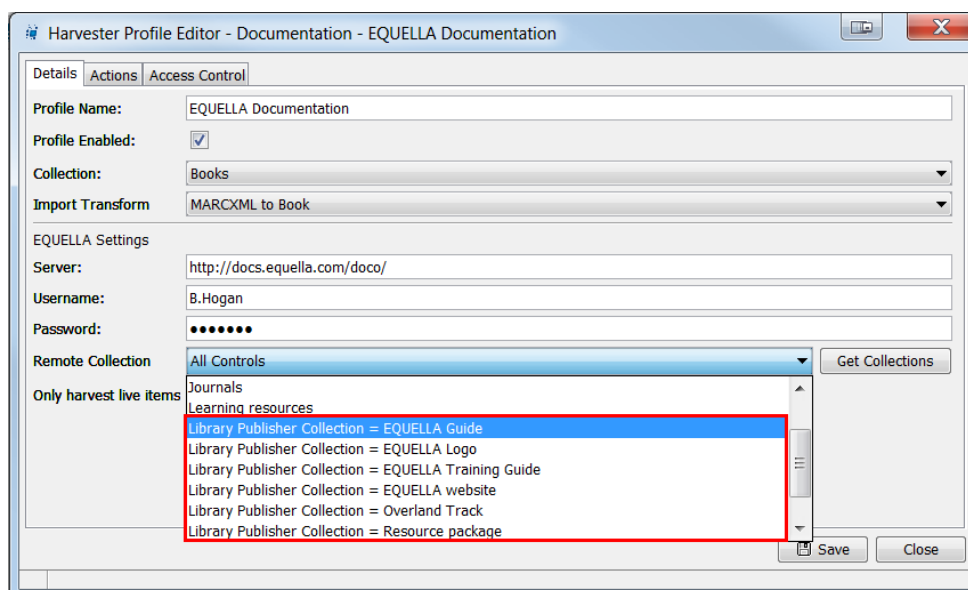 Harvester Profile Editor - Documentation - EQUELLA Documentation
Details Actions Access Control
Profile Name: EQUELLA Documentation
Profile Enabled:
Collection: Books
Import Transform MARCXML to Book
EQUELLA Settings
Server: http://docs.equella.com/doco/
Username: B.Hogan
Password: ●●●●●●●
Remote Collection All Controls Get Collections
Only harvest live items
Journals
Learning resources
Library Publisher Collection = EQUELLA Guide
Library Publisher Collection = EQUELLA Logo
Library Publisher Collection = EQUELLA Training Guide
Library Publisher Collection = EQUELLA website
Library Publisher Collection = Overland Track
Library Publisher Collection = Resource package
Save Close